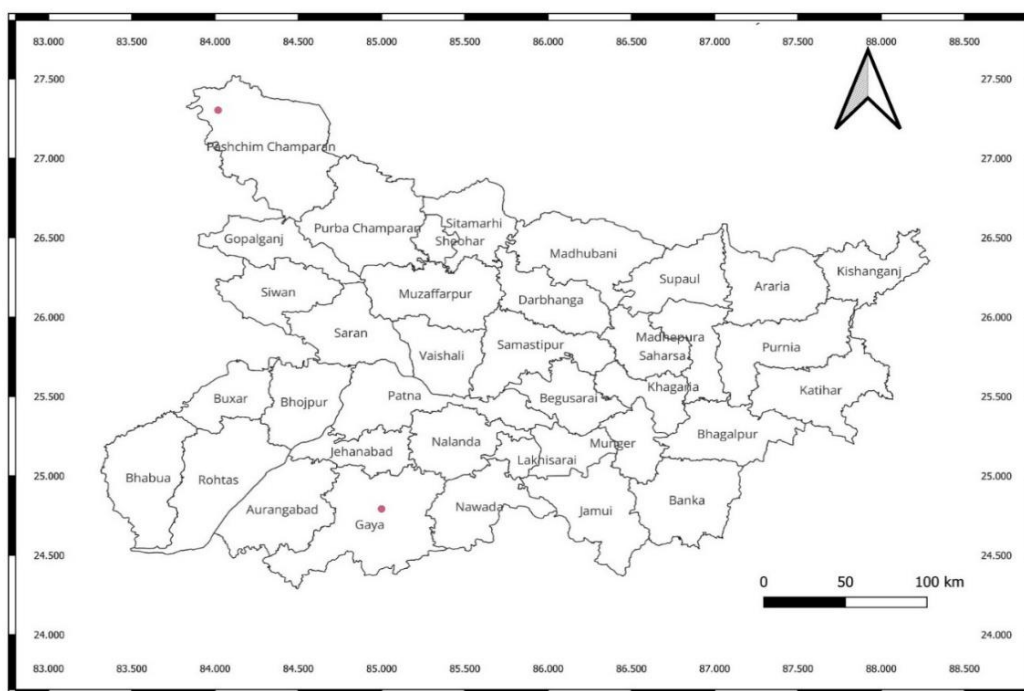 83.000 83.500 84.000 84.500 85.000 85.500 86.000 86.500 87.000 87.500 88.000 88.500
27.500 27.500
Pashchim Champaran
27.000 27.000
Sitamarhi
Purba Champaran
26.500 26.500
Gopalganj
Sheohar
Madhubani
Kishanganj
Supaul
Araria
Siwan
Muzaffarpur
Darbhanga
26.000 26.000
Saran
Madhepura
Samastipur
Purnia
Vaishali
Saharsa
Khagaria
Katihar
Patna
Buxar
Bhojpur
Begusarai
25.500 25.500
Bhagalpur
Nalanda
Munger
Jehanabad
Lakhisarai
25.000 25.000
Bhabua
Rohtas
Banka
Nawada
Aurangabad
Jamui
Gaya
24.500 24.500
0 50 100 km
24.000 24.000
83.000 83.500 84.000 84.500 85.000 85.500 86.000 86.500 87.000 87.500 88.000 88.500